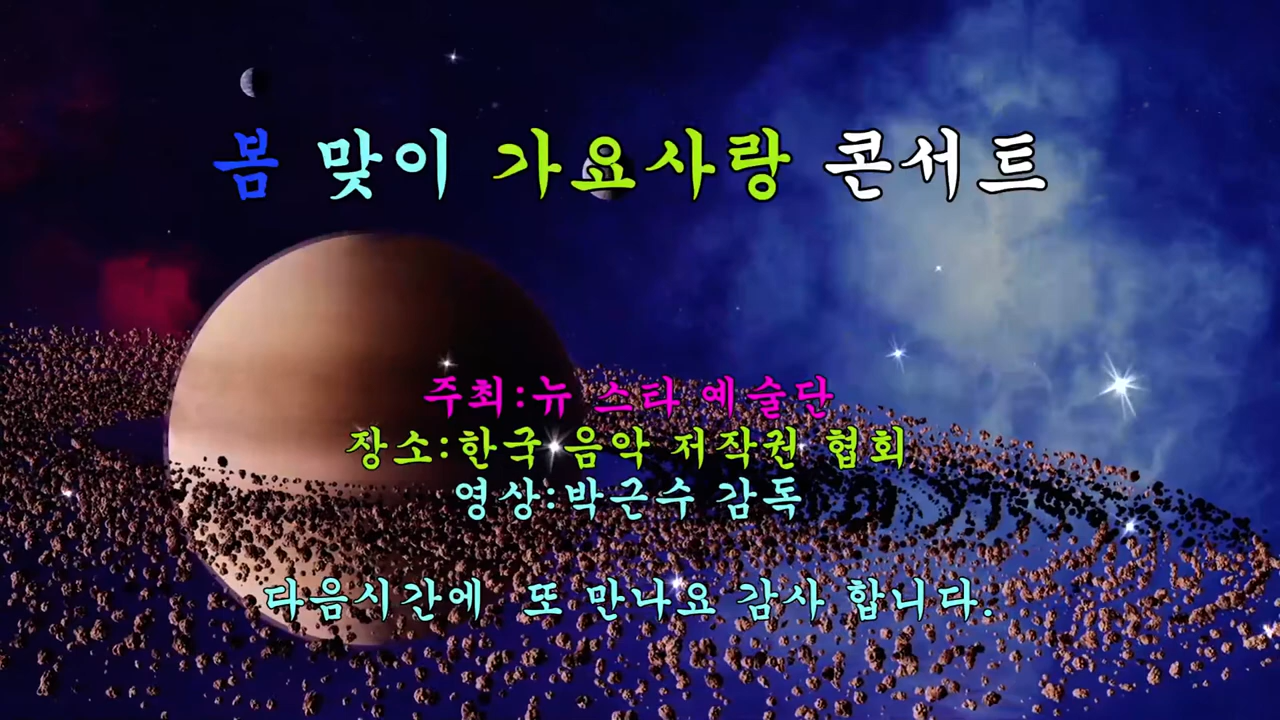 봄 맞이 가요사랑 콘서트
주최:뉴 스타 예술단
장소:한국 음악 저작권 협회
영상:박근수 감독
다음시간에 또 만나요 감사 합니다.